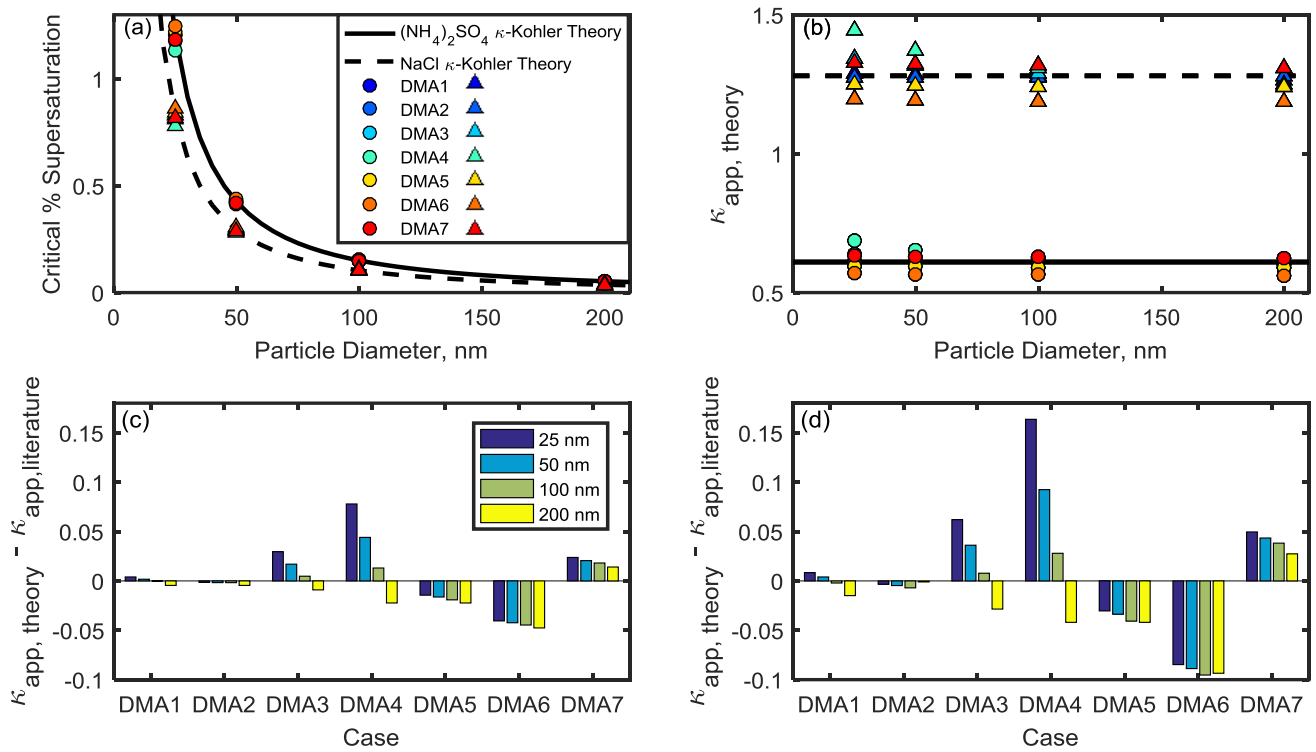 (a)
Critical % Supersaturation
1
0.5
0
0
50
100
150
200
Particle Diameter, nm
(NH4)2SO4 κ-Kohler Theory
NaCl κ-Kohler Theory
DMA1
DMA2
DMA3
DMA4
DMA5
DMA6
DMA7
(b)
κapp, theory
1.5
1
0.5
0
50
100
150
200
Particle Diameter, nm
(c)
κapp, theory - κapp,literature
0.15
0.1
0.05
0
-0.05
-0.1
25 nm
50 nm
100 nm
200 nm
DMA1 DMA2 DMA3 DMA4 DMA5 DMA6 DMA7
Case
(d)
κapp, theory - κapp,literature
0.15
0.1
0.05
0
-0.05
-0.1
DMA1 DMA2 DMA3 DMA4 DMA5 DMA6 DMA7
Case